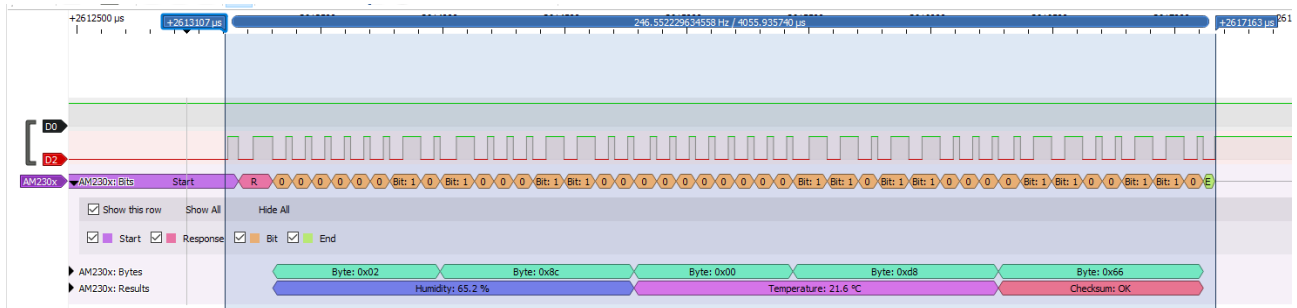 +2612500 µs
+2613107 µs
246.552229634558 Hz / 4055.935740 µs
+2617163 µs
D0
D2
AM230x
AM230x: Bits Start R 0 0 0 0 0 0 Bit: 1 0 Bit: 1 0 0 0 Bit: 1 Bit: 1 0 0 0 0 0 0 0 0 0 0 Bit: 1 Bit: 1 0 Bit: 1 Bit: 1 0 0 0 0 Bit: 1 Bit: 1 0 0 Bit: 1 Bit: 1 0 E
Show this row Show All Hide All
Start Response Bit End
AM230x: Bytes Byte: 0x02 Byte: 0x8c Byte: 0x00 Byte: 0xd8 Byte: 0x66
AM230x: Results Humidity: 65.2 % Temperature: 21.6 °C Checksum: OK